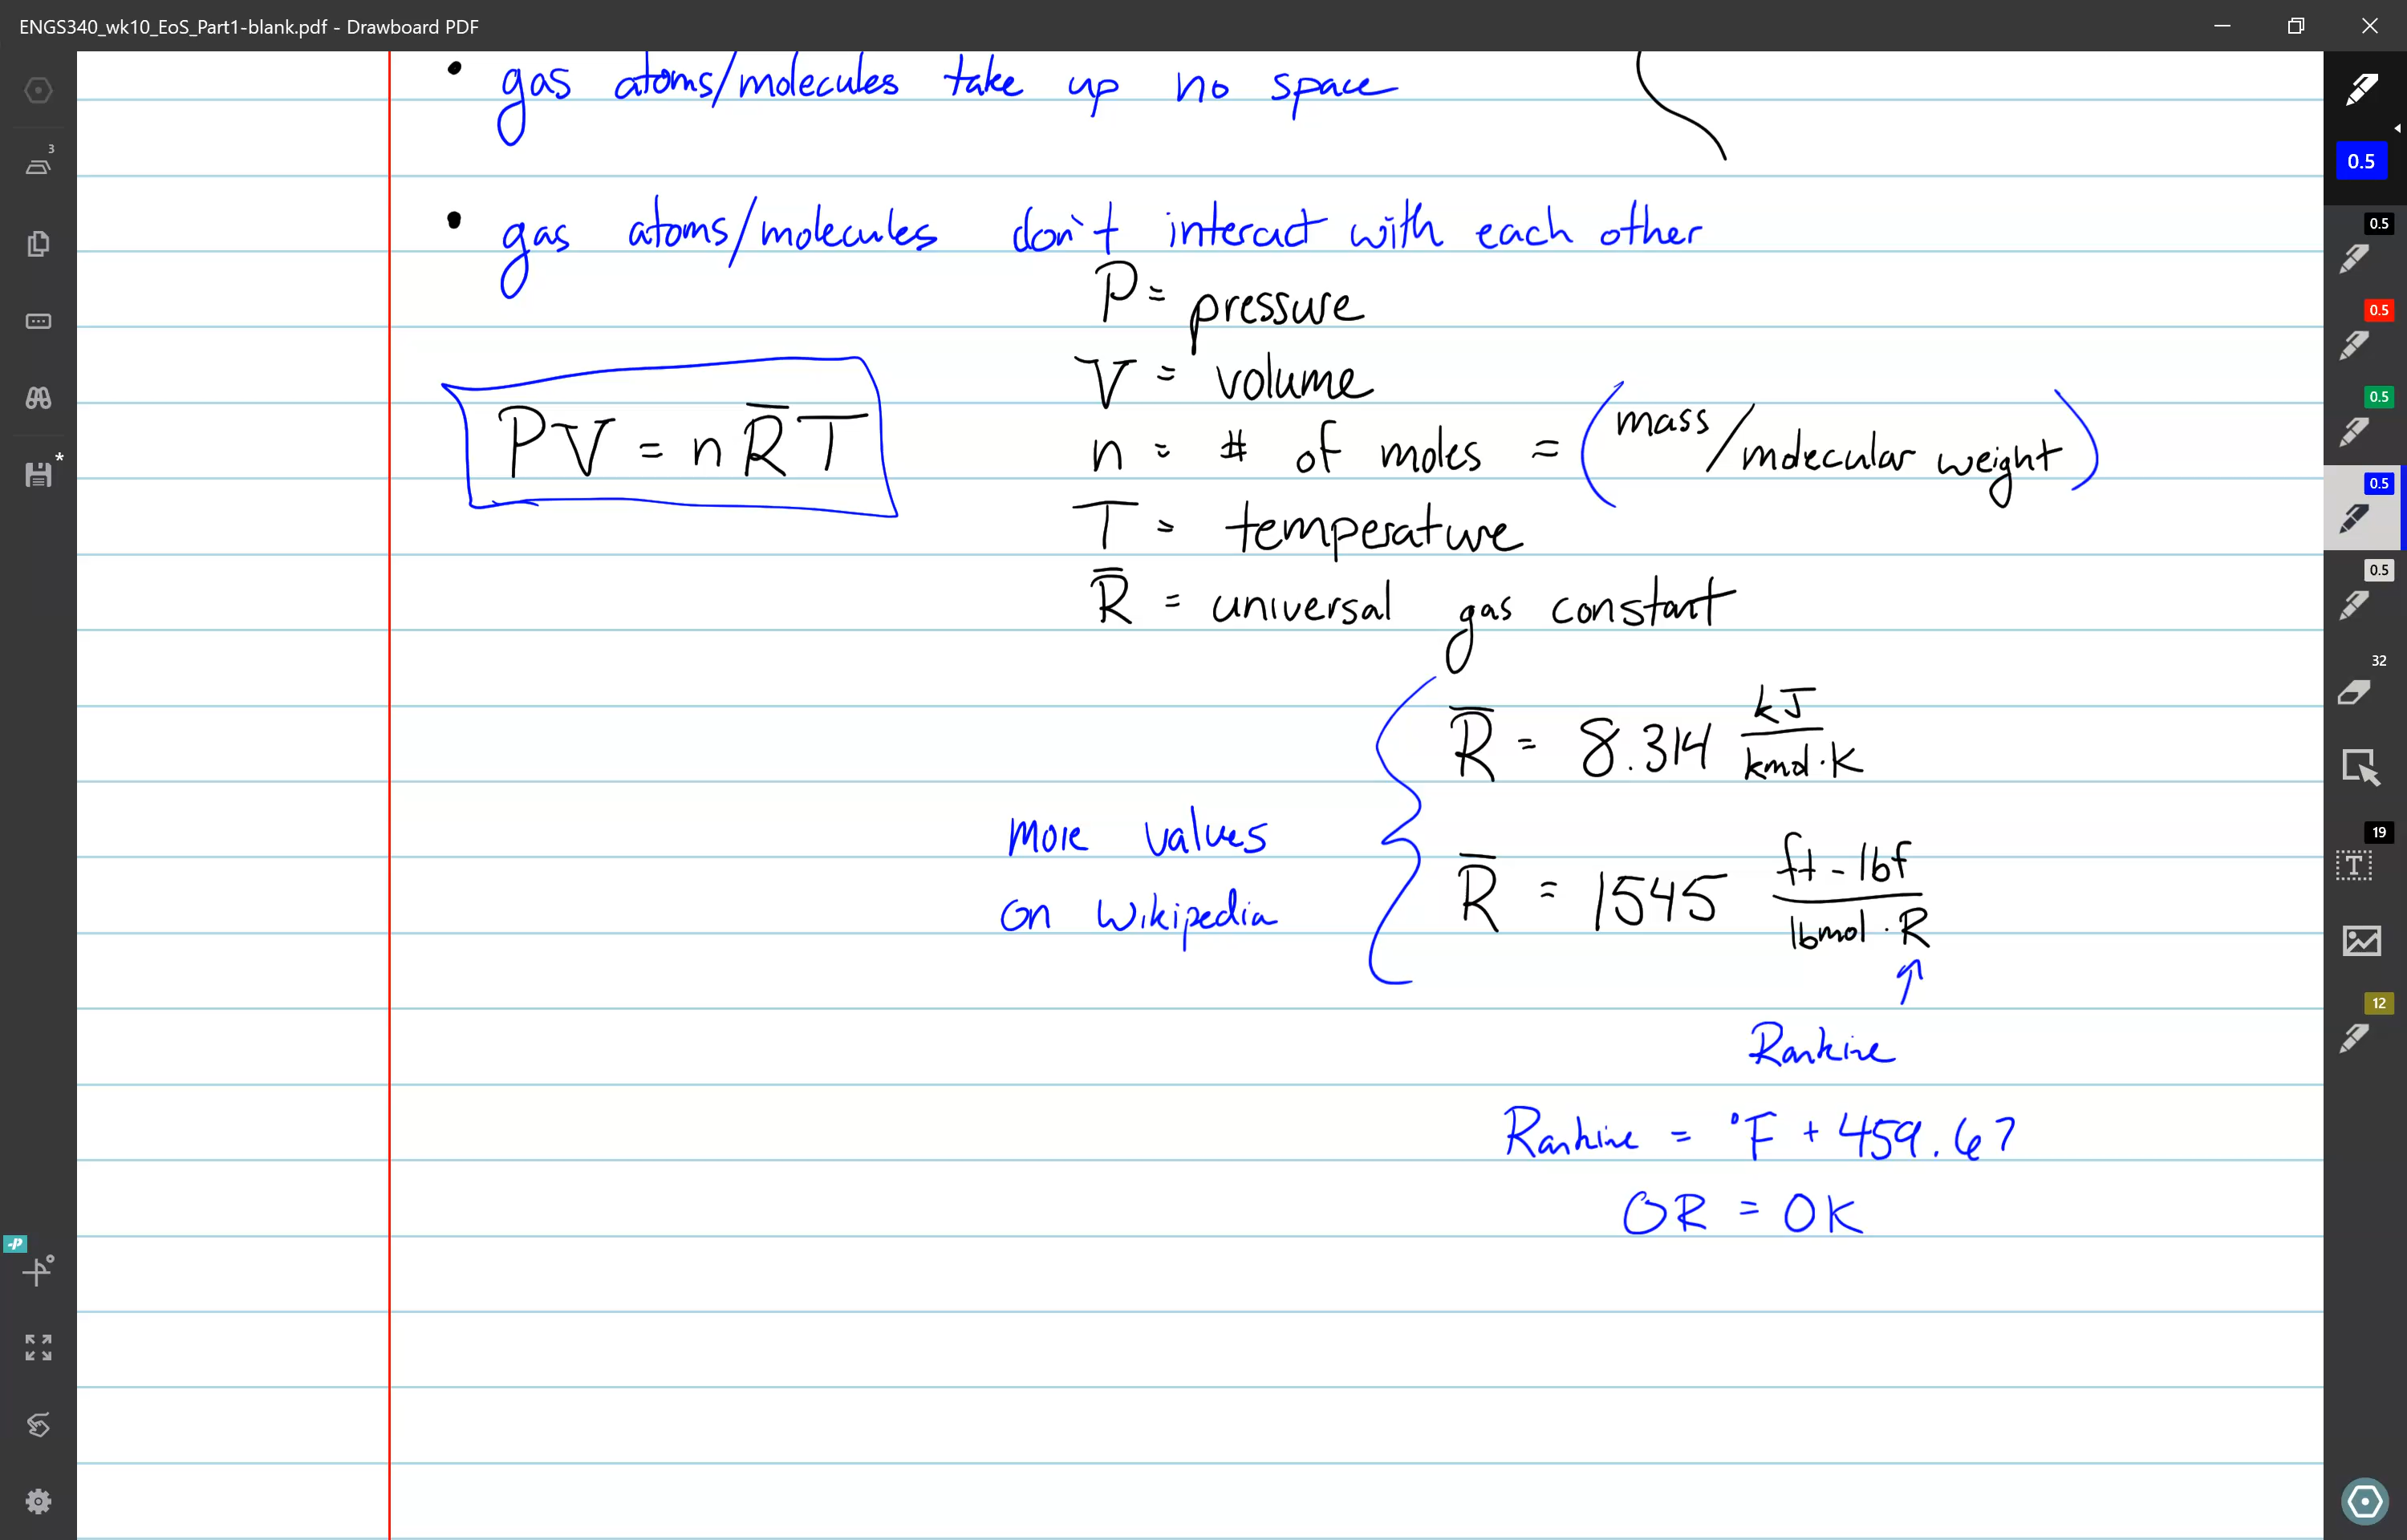 ENGS340_wk10_EoS_Part1-blank.pdf - Drawboard PDF
• gas atoms/molecules take up no space
• gas atoms/molecules don't interact with each other
P = pressure
V = volume
PV = nR̅T
n = # of moles = (mass/molecular weight)
T = temperature
R̅ = universal gas constant
R̅ = 8.314 kJ/kmol·K
More values
on Wikipedia
R̅ = 1545 ft-lbf/lbmol·R
↑
Rankine
Rankine = °F + 459.67
0R = 0K
3
0.5
0.5
0.5
0.5
0.5
0.5
32
19
T
12